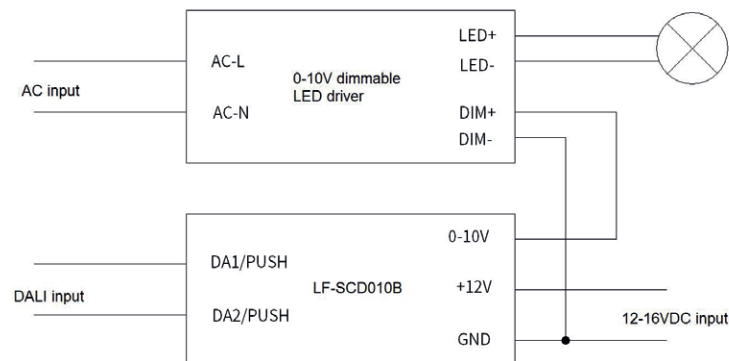 LED+
AC-L
LED-
0-10V dimmable
LED driver
AC input
AC-N
DIM+
DIM-
0-10V
DA1/PUSH
LF-SCD010B
+12V
DALI input
DA2/PUSH
12-16VDC input
GND